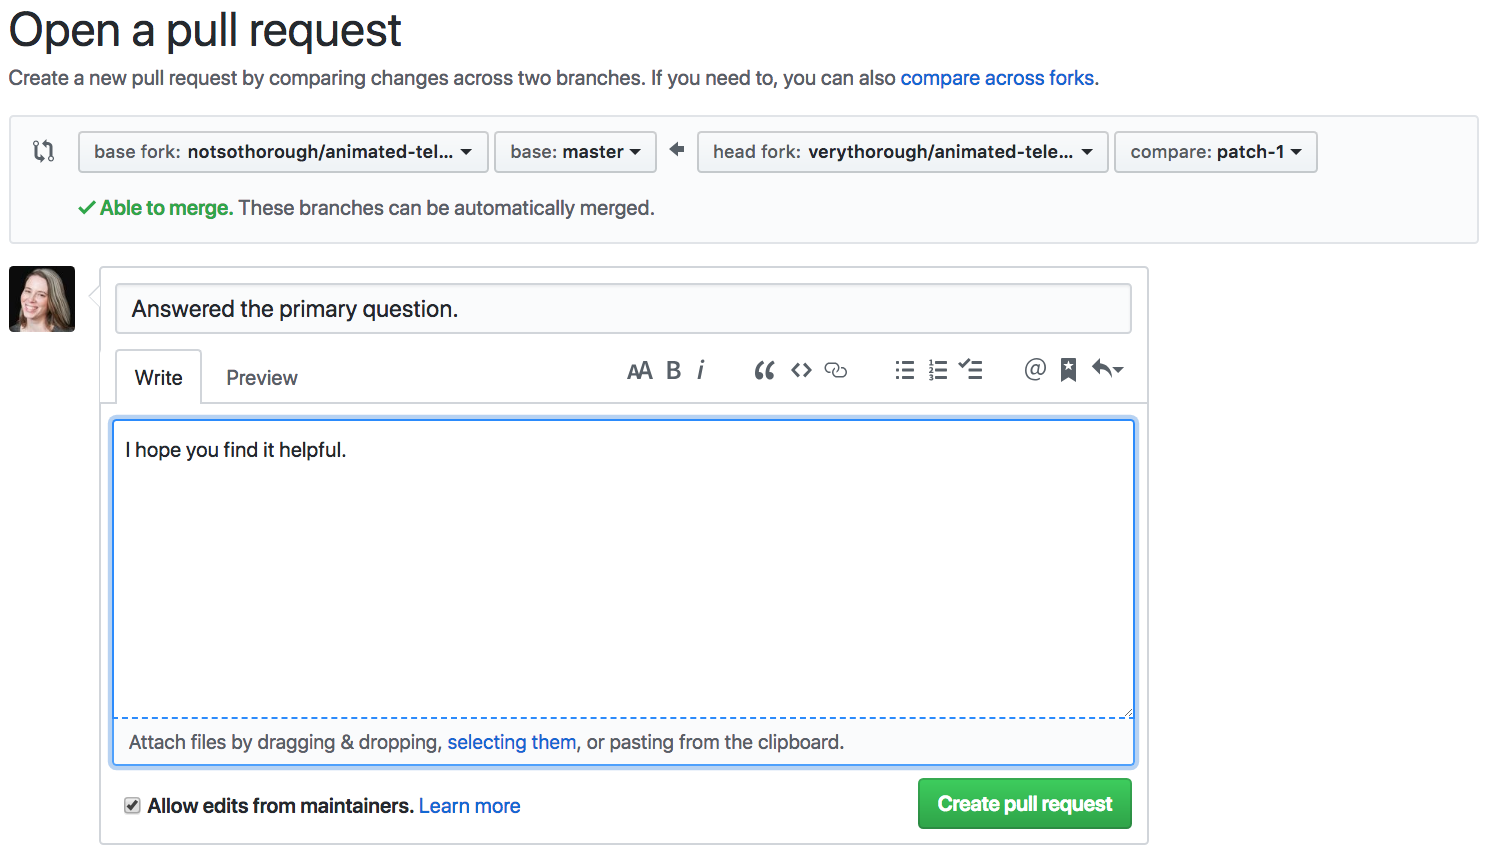 Open a pull request
Create a new pull request by comparing changes across two branches. If you need to, you can also compare across forks.
base fork: notsothorough/animated-tel... base: master head fork: verythorough/animated-tele... compare: patch-1
Able to merge. These branches can be automatically merged.
Answered the primary question.
Write Preview AA B i “ <> @
I hope you find it helpful.
Attach files by dragging & dropping, selecting them, or pasting from the clipboard.
Allow edits from maintainers. Learn more Create pull request